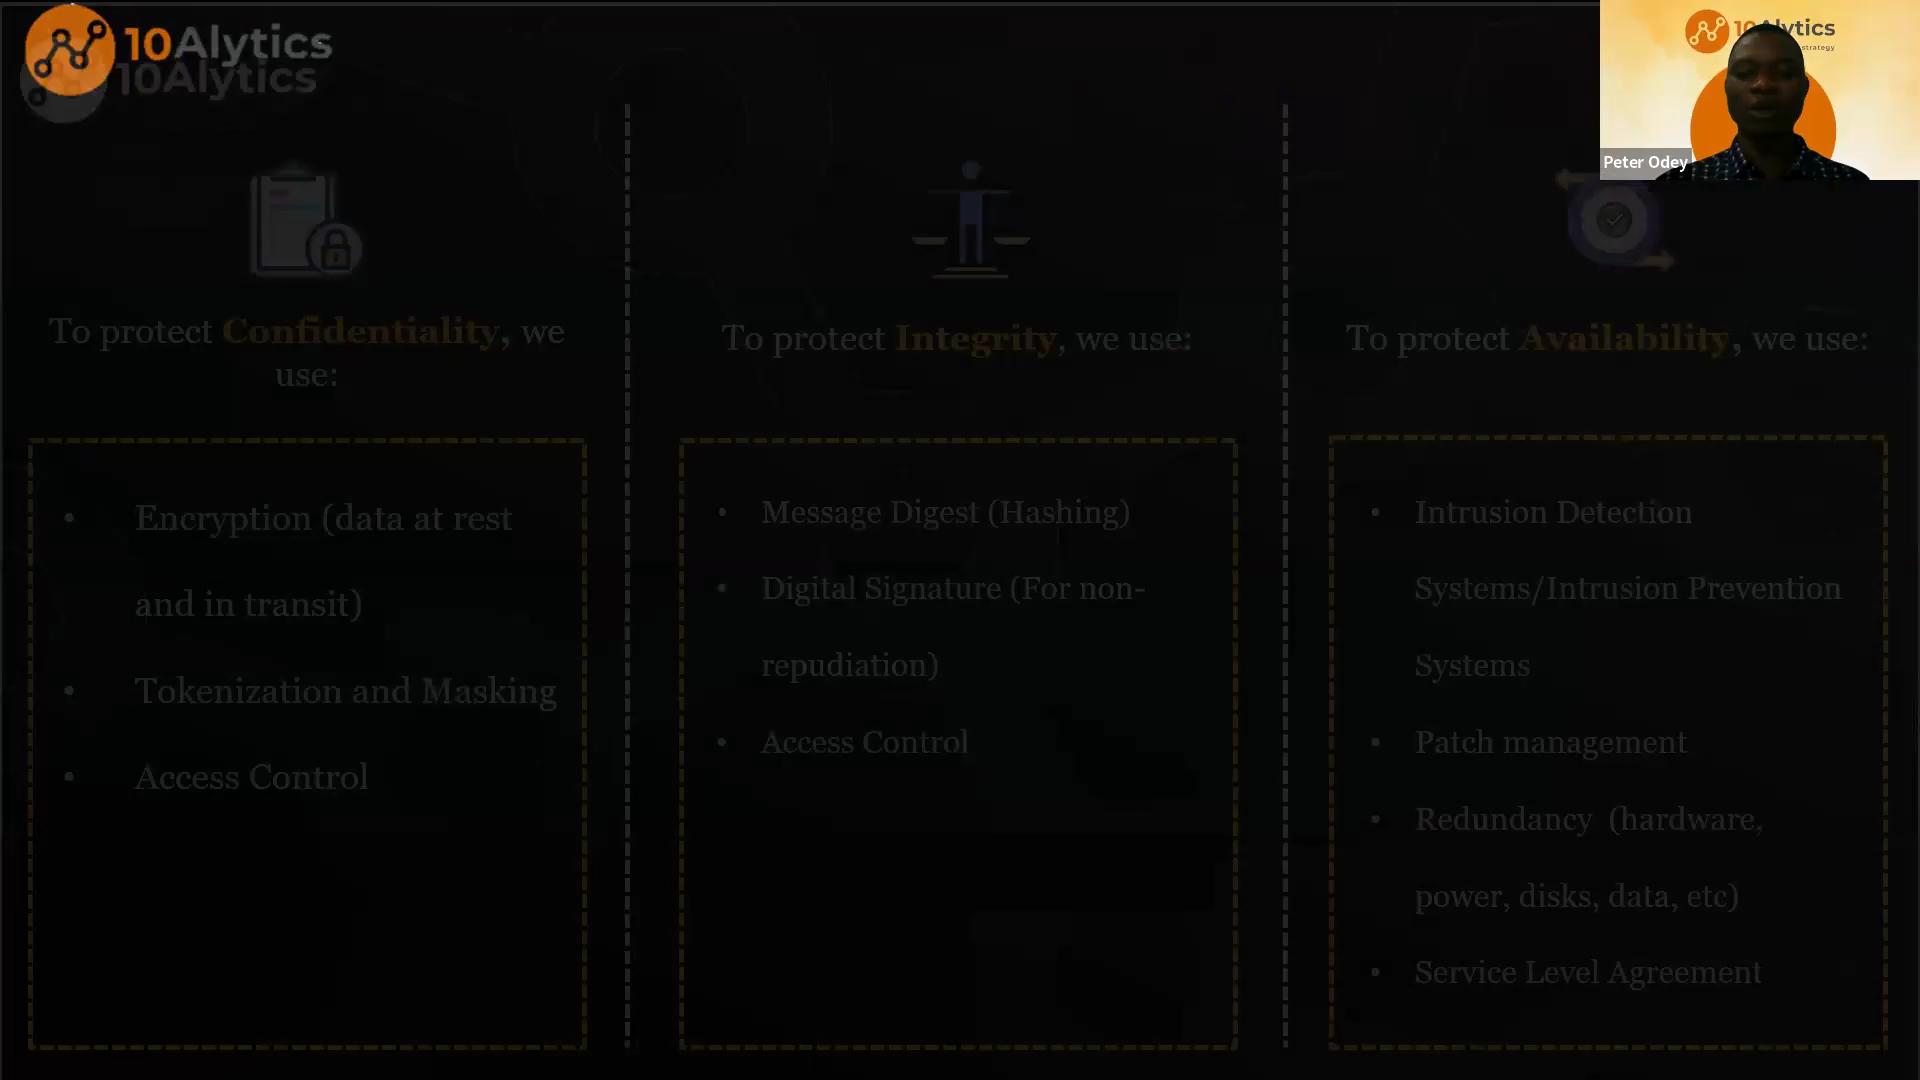 10Alytics
10Alytics
10Alytics
strategy
Peter Odey
To protect Confidentiality, we
use:
• Encryption (data at rest
and in transit)
• Tokenization and Masking
• Access Control
To protect Integrity, we use:
• Message Digest (Hashing)
• Digital Signature (For non-
repudiation)
• Access Control
To protect Availability, we use:
• Intrusion Detection
Systems/Intrusion Prevention
Systems
• Patch management
• Redundancy (hardware,
power, disks, data, etc)
• Service Level Agreement